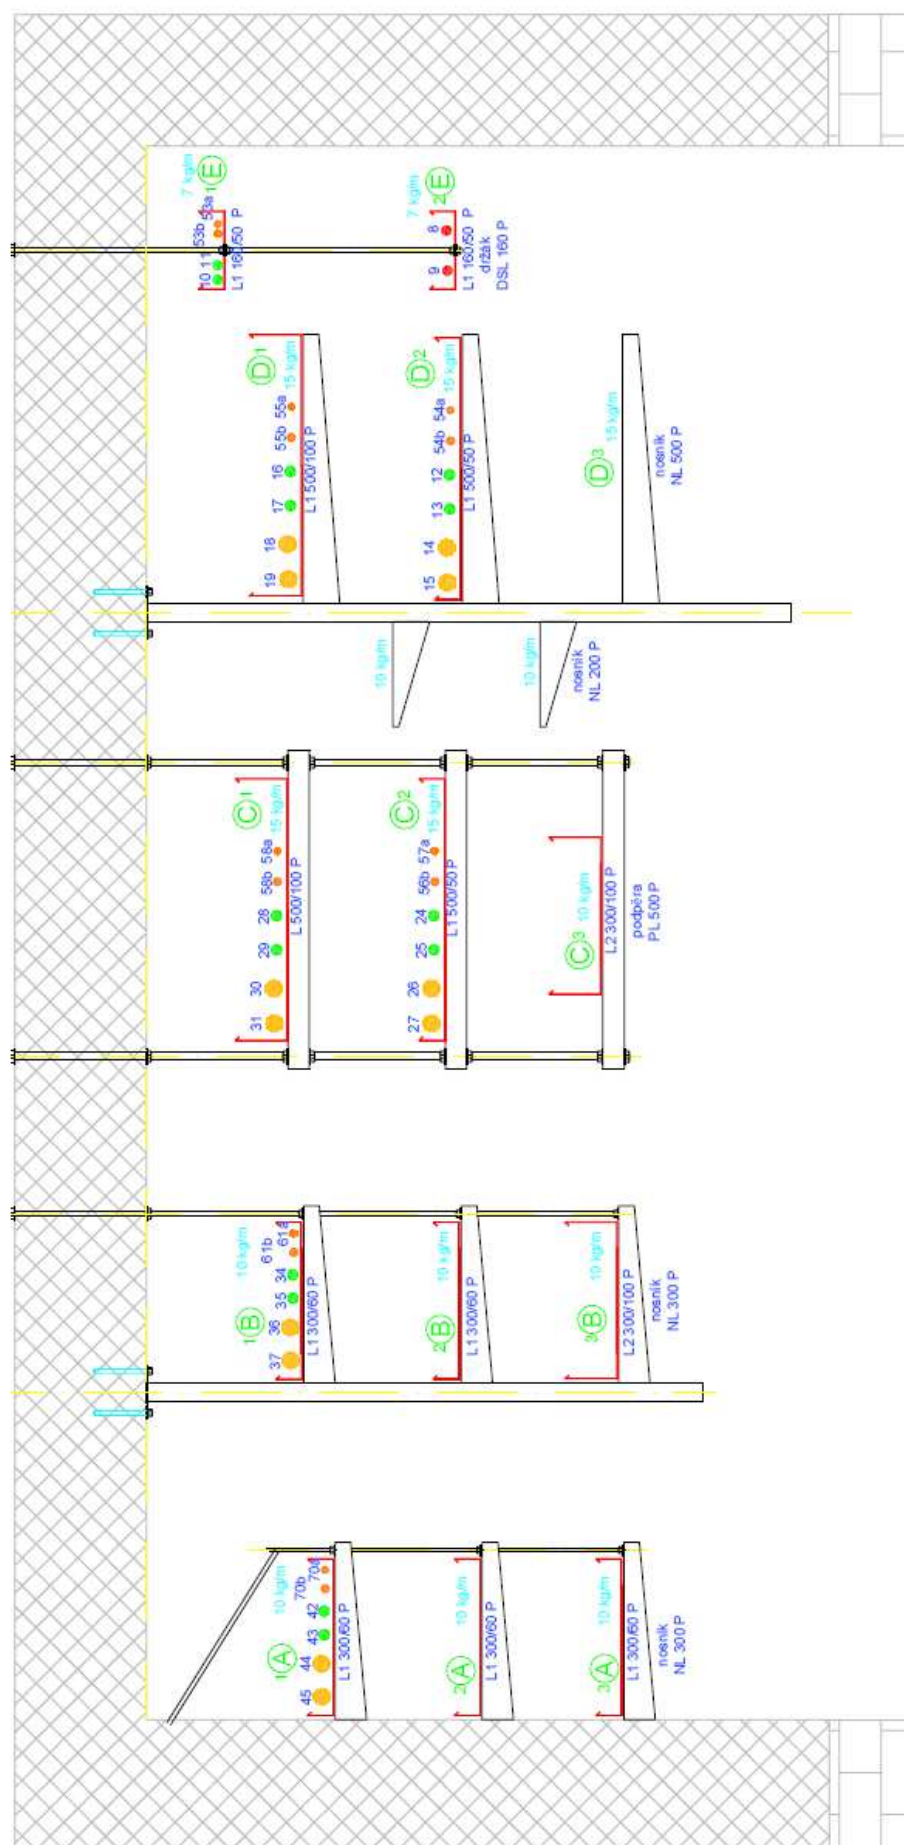 45 44 43 42 70b 70a
1 A
10 kg/m
L1 300/60 P
2 A
10 kg/m
L1 300/60 P
3 A
10 kg/m
L1 300/60 P
nosník
NL 300 P
37 36 35 34 61b 61a
1 B
10 kg/m
L1 300/60 P
2 B
10 kg/m
L1 300/60 P
3 B
10 kg/m
L2 300/100 P
nosník
NL 300 P
C 1
15 kg/m
31 30 29 28 58b 58a
L 500/100 P
C 2
15 kg/m
27 26 25 24 56b 57a
L1 500/50 P
C 3
10 kg/m
L2 300/100 P
podpěra
PL 500 P
10 kg/m
10 kg/m
nosník
NL 200 P
D 1
15 kg/m
19 18 17 16 55b 55a
L1 500/100 P
D 2
15 kg/m
15 14 13 12 54b 54a
L1 500/50 P
D 3
15 kg/m
nosník
NL 500 P
7 kg/m
1 E
10 11 53b 53a
L1 160/50 P
7 kg/m
2 E
9 8
L1 160/50 P
držák
DSL 160 P